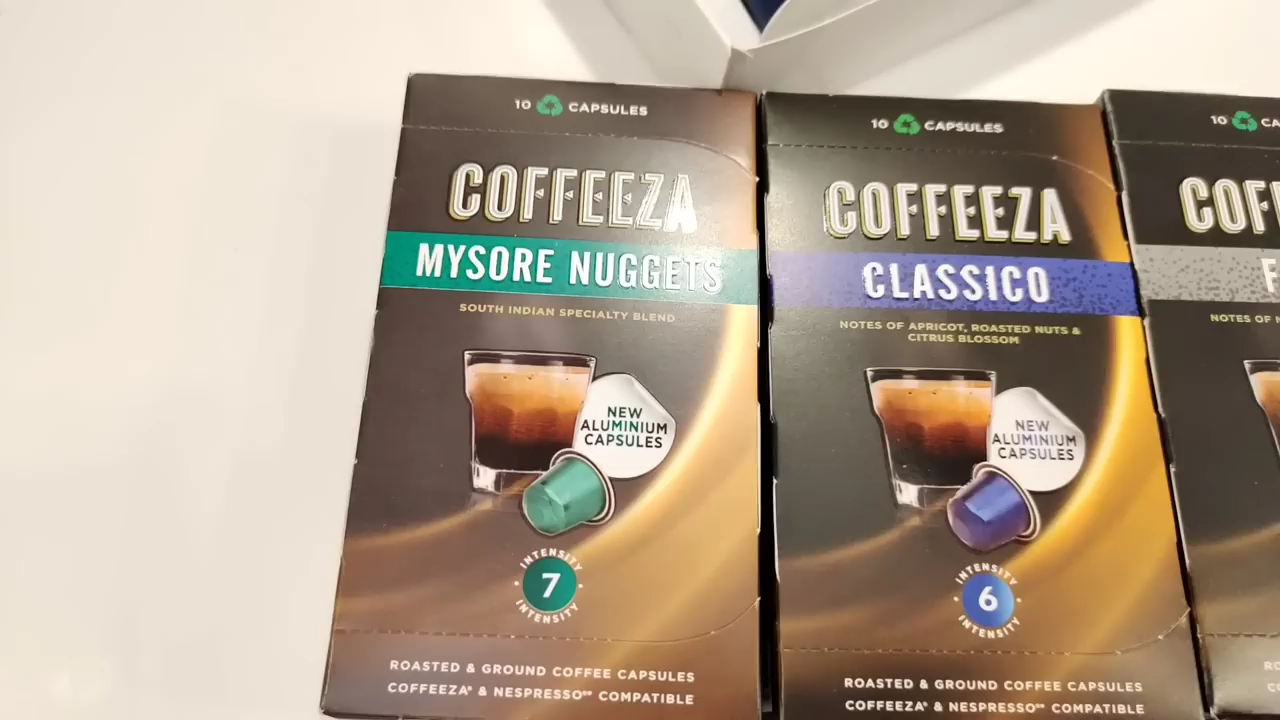 10 CAPSULES
COFFEEZA
MYSORE NUGGETS
SOUTH INDIAN SPECIALTY BLEND
NEW
ALUMINIUM
CAPSULES
INTENSITY
7
INTENSITY
ROASTED & GROUND COFFEE CAPSULES
COFFEEZA® & NESPRESSO®* COMPATIBLE
10 CAPSULES
COFFEEZA
CLASSICO
NOTES OF APRICOT, ROASTED NUTS &
CITRUS BLOSSOM
NEW
ALUMINIUM
CAPSULES
INTENSITY
6
INTENSITY
ROASTED & GROUND COFFEE CAPSULES
COFFEEZA® & NESPRESSO®* COMPATIBLE
10
NOTES OF